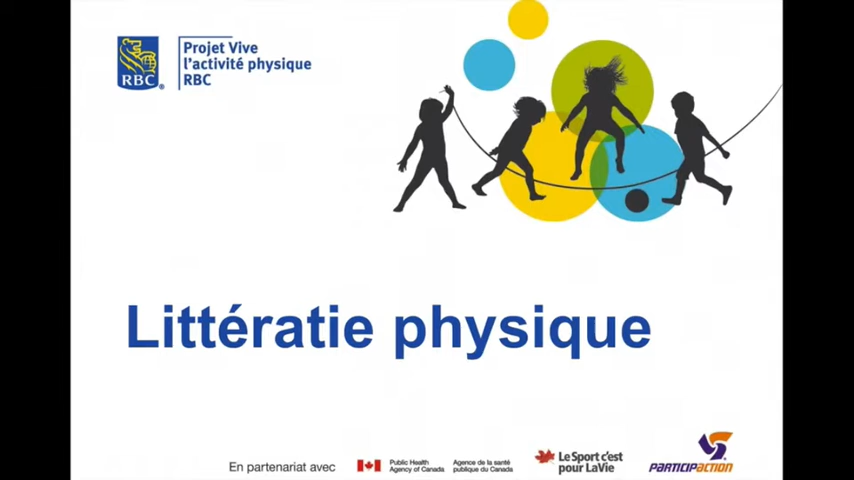 RBC
Projet Vive
l'activité physique
RBC
Littératie physique
En partenariat avec
Public Health
Agency of Canada
Agence de la santé
publique du Canada
Le Sport c'est
pour LaVie
PARTICIPACTION